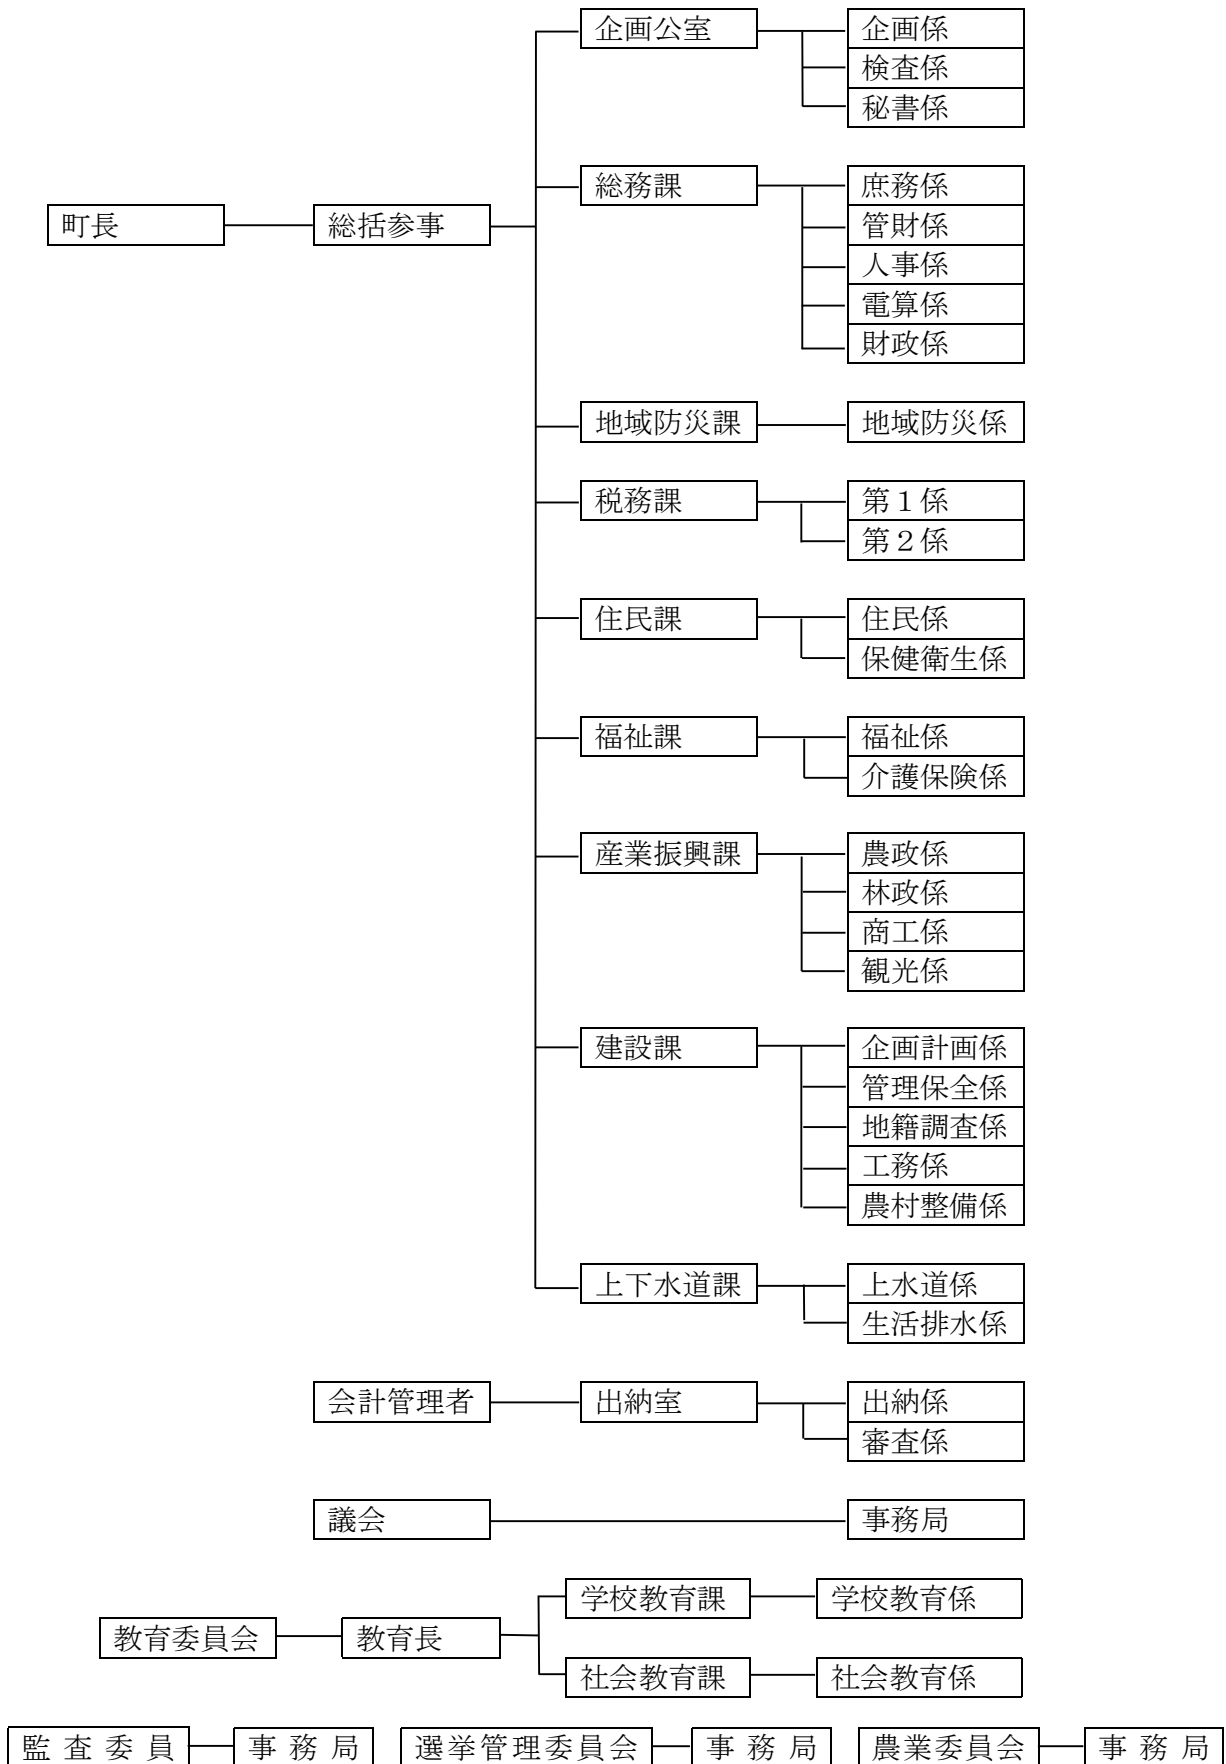 企画公室 企画係
検査係
秘書係
総務課 庶務係
町長 総括参事 管財係
人事係
電算係
財政係
地域防災課 地域防災係
税務課 第１係
第２係
住民課 住民係
保健衛生係
福祉課 福祉係
介護保険係
産業振興課 農政係
林政係
商工係
観光係
建設課 企画計画係
管理保全係
地籍調査係
工務係
農村整備係
上下水道課 上水道係
生活排水係
会計管理者 出納室 出納係
審査係
議会 事務局
学校教育課 学校教育係
教育委員会 教育長
社会教育課 社会教育係
監査委員 事務局 選挙管理委員会 事務局 農業委員会 事務局